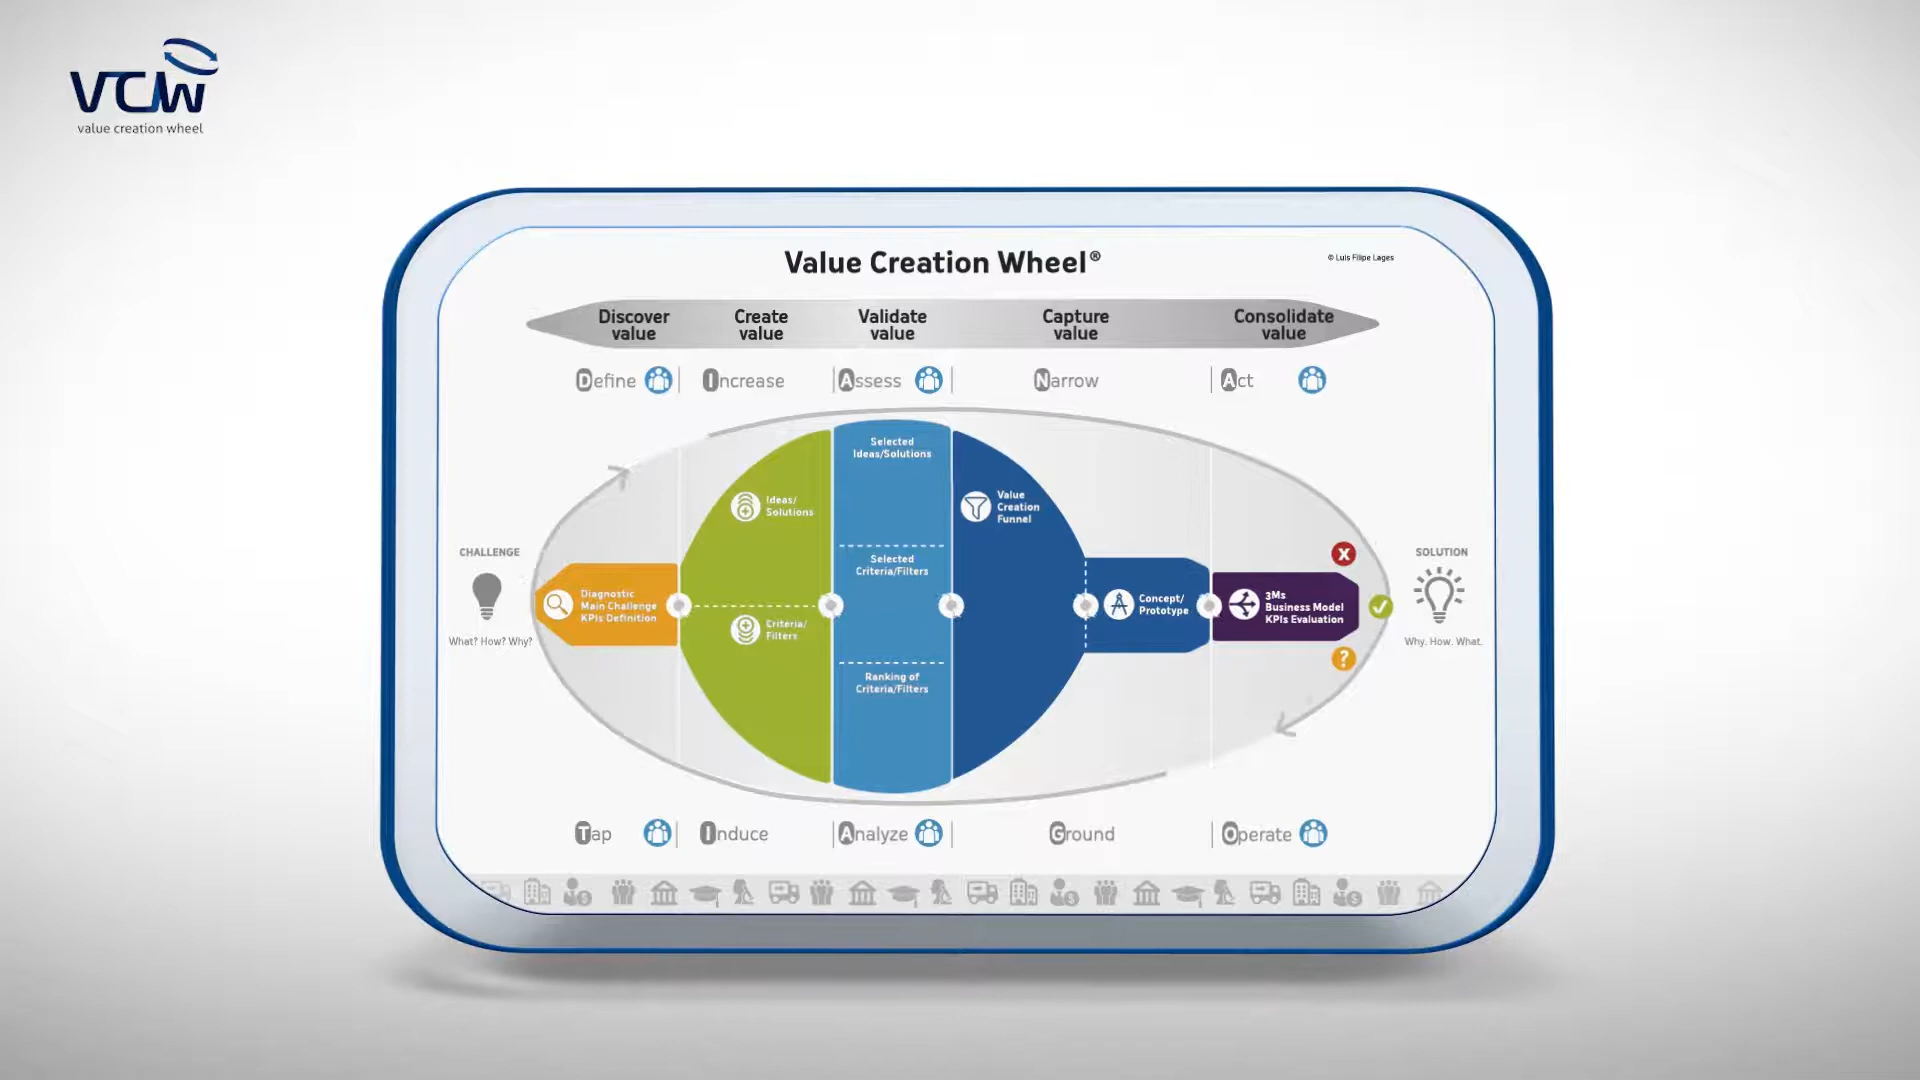 VCW
value creation wheel
Value Creation Wheel®
© Luis Filipe Lages
Discover
value
Create
value
Validate
value
Capture
value
Consolidate
value
Define
Increase
Assess
Narrow
Act
CHALLENGE
What? How? Why?
Diagnostic
Main Challenge
KPIs Definition
Ideas/
Solutions
Criteria/
Filters
Selected
Ideas/Solutions
Selected
Criteria/Filters
Ranking of
Criteria/Filters
Value
Creation
Funnel
Concept/
Prototype
3Ms
Business Model
KPIs Evaluation
X
?
SOLUTION
Why. How. What.
Tap
Induce
Analyze
Ground
Operate